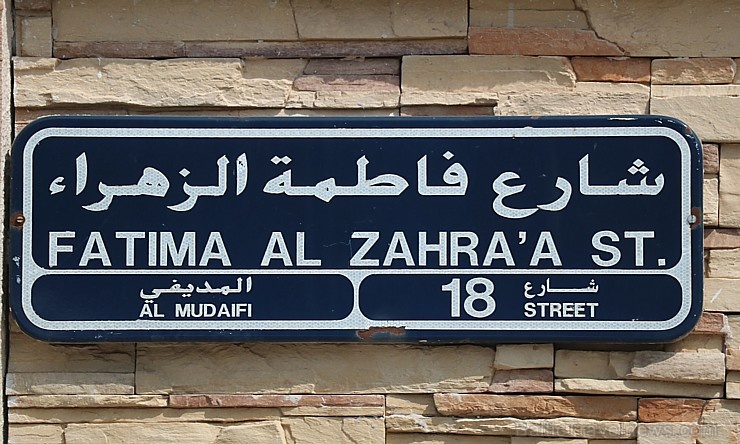 شارع فاطمة الزهراء
FATIMA AL ZAHRA'A ST.
المديفي
AL MUDAIFI
18 شارع
STREET